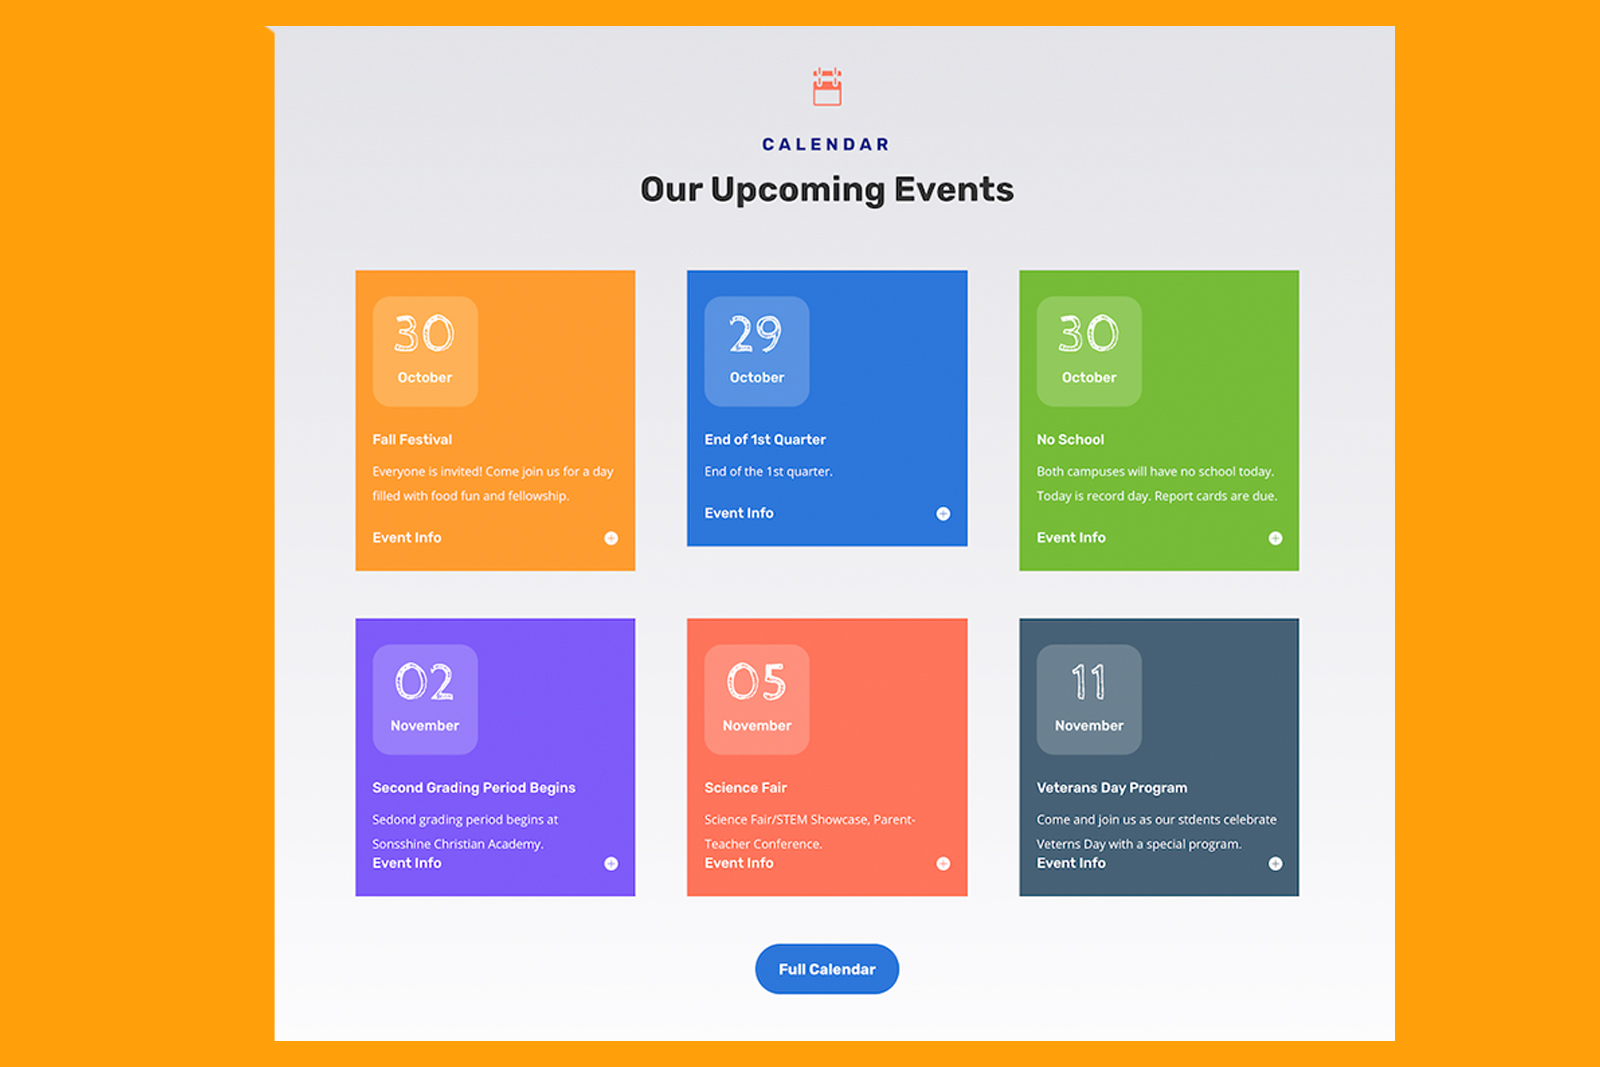 CALENDAR
Our Upcoming Events
30
October
Fall Festival
Everyone is invited! Come join us for a day
filled with food fun and fellowship.
Event Info
29
October
End of 1st Quarter
End of the 1st quarter.
Event Info
30
October
No School
Both campuses will have no school today.
Today is record day. Report cards are due.
Event Info
02
November
Second Grading Period Begins
Sedond grading period begins at
Sonsshine Christian Academy.
Event Info
05
November
Science Fair
Science Fair/STEM Showcase, Parent-
Teacher Conference.
Event Info
11
November
Veterans Day Program
Come and join us as our stdents celebrate
Veterns Day with a special program.
Event Info
Full Calendar